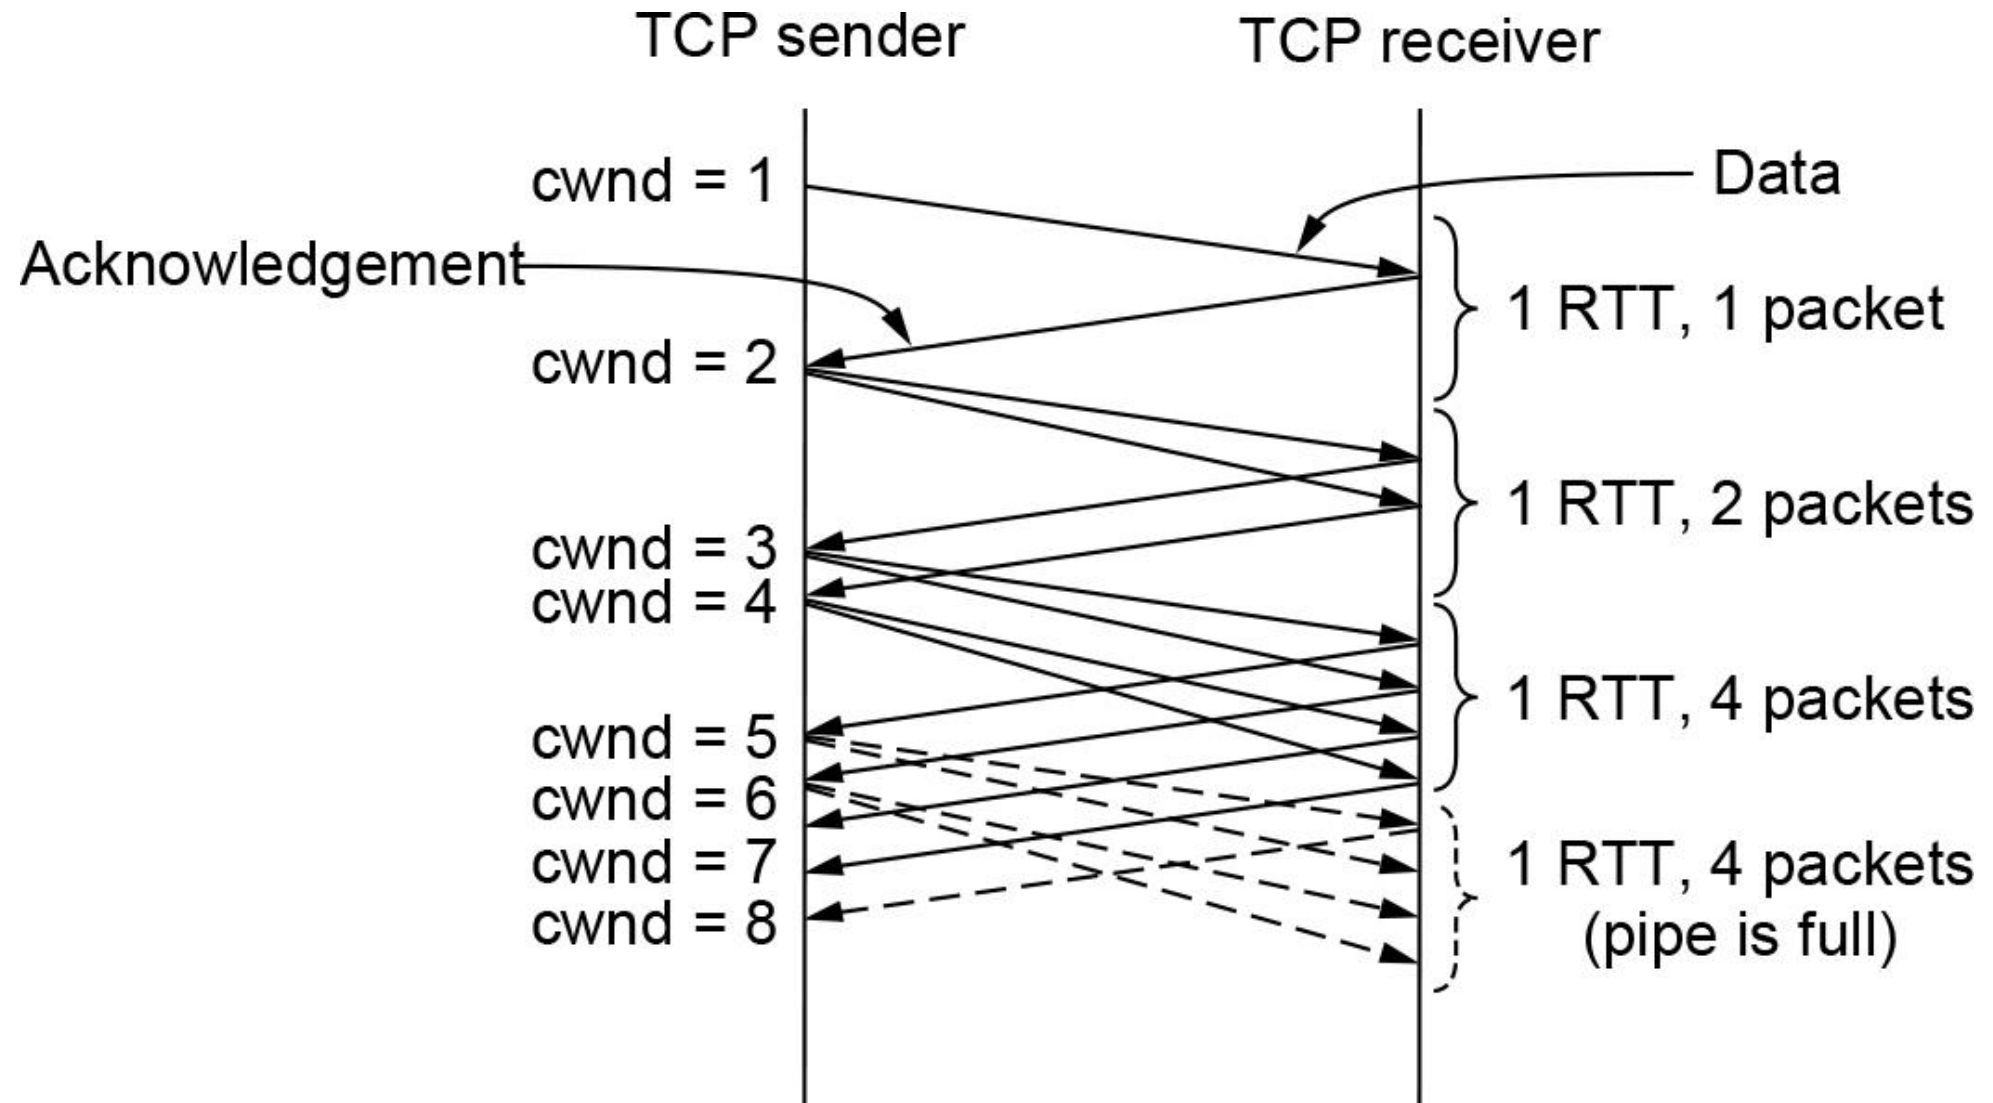 TCP sender
TCP receiver
cwnd = 1
Data
Acknowledgement
1 RTT, 1 packet
cwnd = 2
1 RTT, 2 packets
cwnd = 3
cwnd = 4
1 RTT, 4 packets
cwnd = 5
cwnd = 6
cwnd = 7
1 RTT, 4 packets
(pipe is full)
cwnd = 8